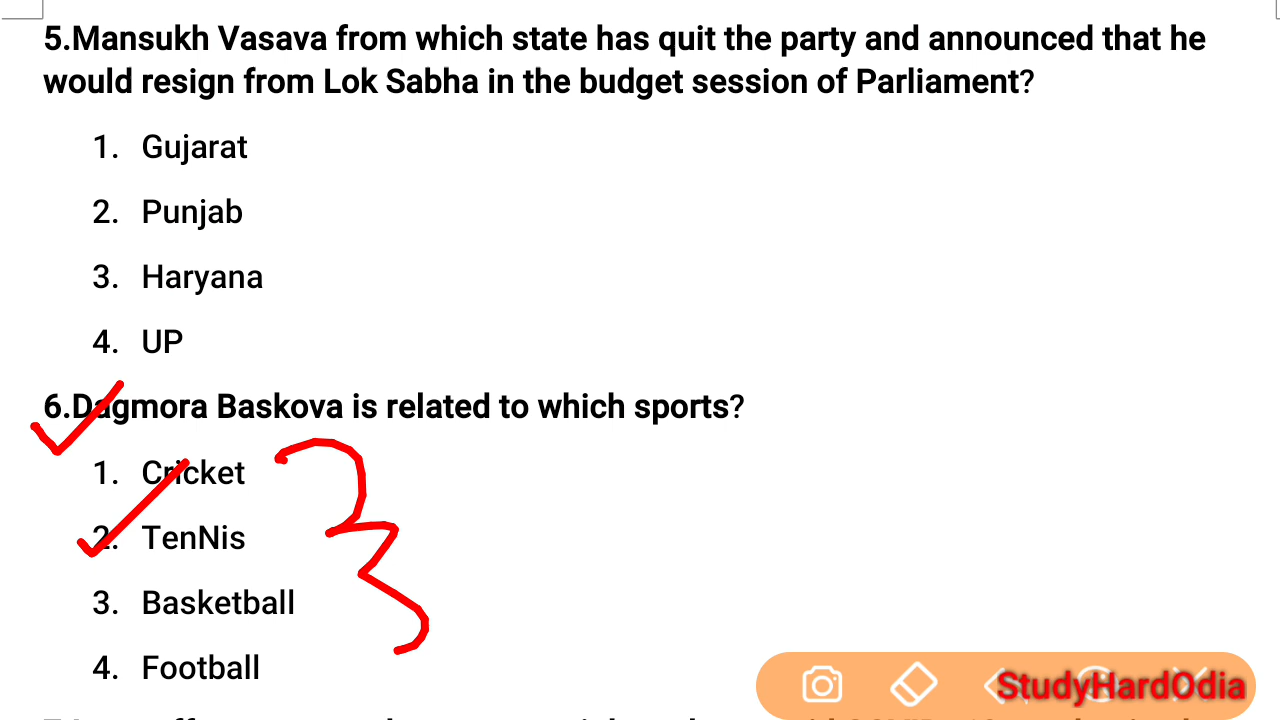 5.Mansukh Vasava from which state has quit the party and announced that he
would resign from Lok Sabha in the budget session of Parliament?
1. Gujarat
2. Punjab
3. Haryana
4. UP
6.Dagmora Baskova is related to which sports?
1. Cricket
2. TenNis
3. Basketball
4. Football
StudyHardOdia